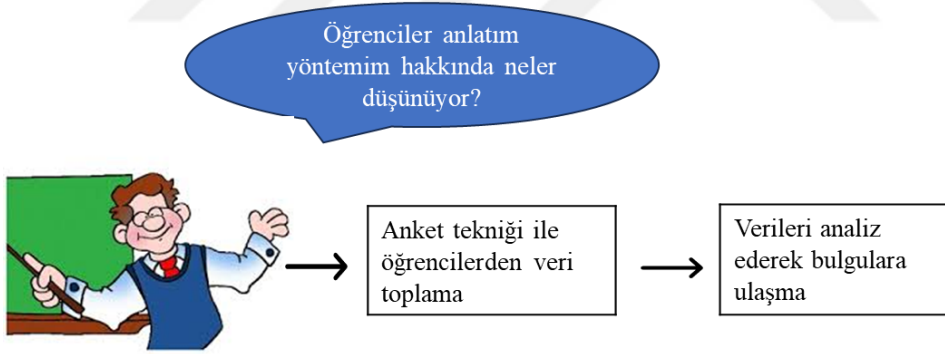 Öğrenciler anlatım
yöntemim hakkında neler
düşünüyor?
Anket tekniği ile
öğrencilerden veri
toplama
Verileri analiz
ederek bulgulara
ulaşma